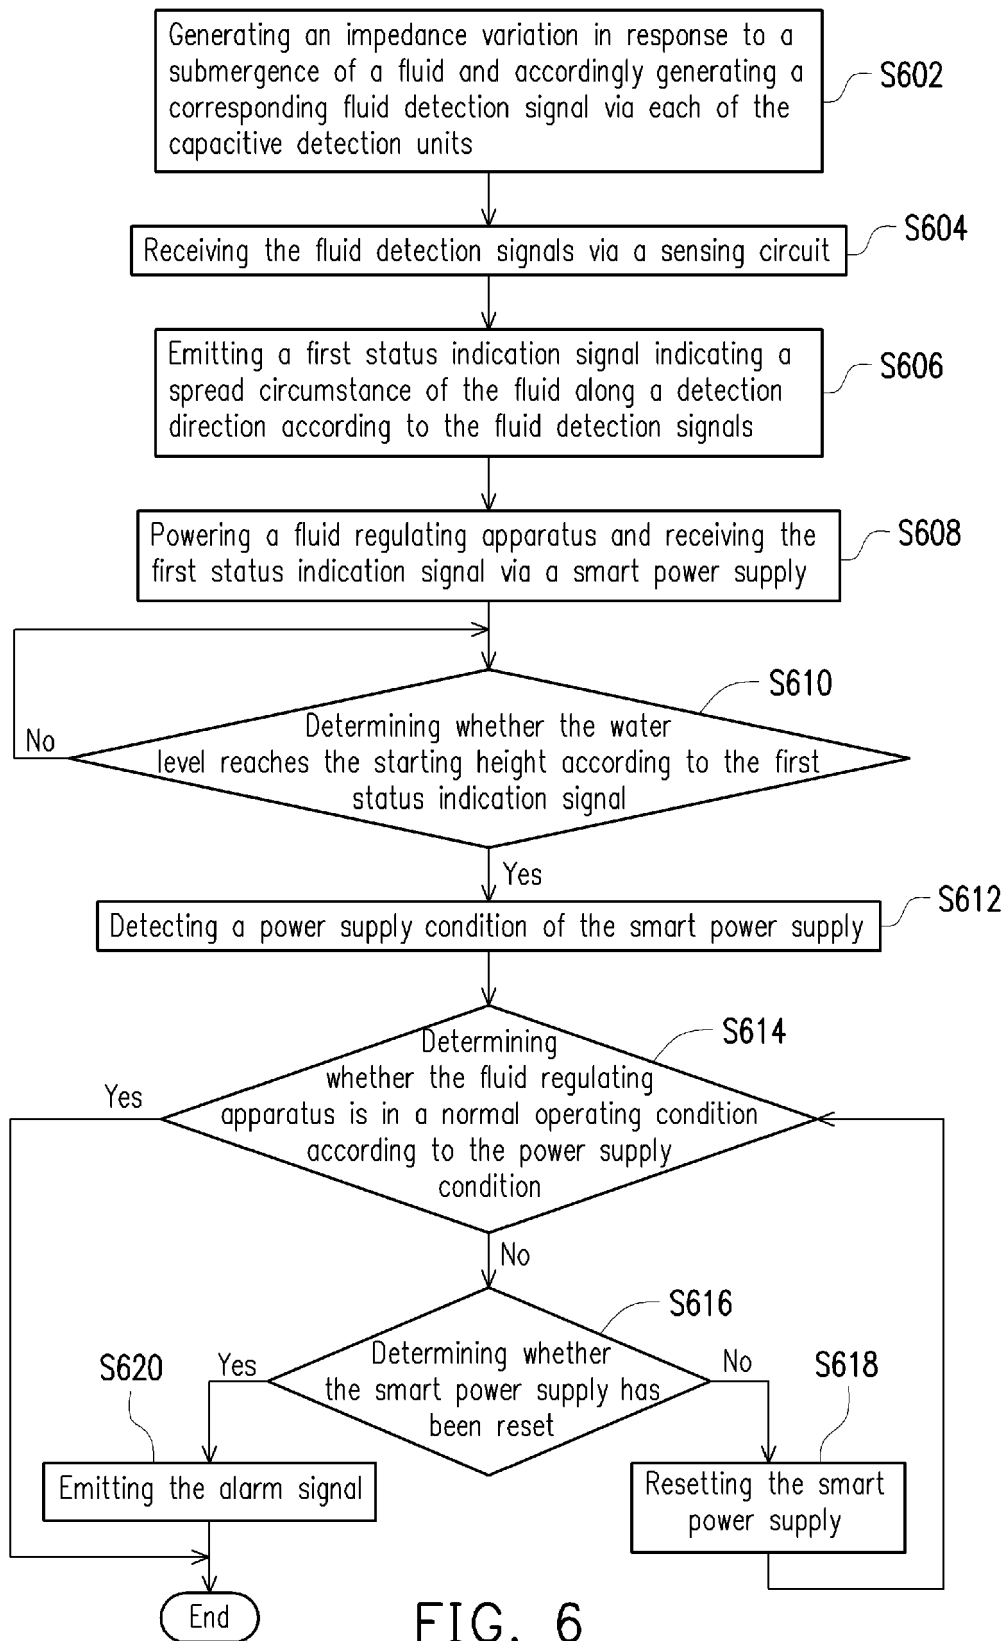 Generating an impedance variation in response to a
submergence of a fluid and accordingly generating a
corresponding fluid detection signal via each of the
capacitive detection units
S602
Receiving the fluid detection signals via a sensing circuit
S604
Emitting a first status indication signal indicating a
spread circumstance of the fluid along a detection
direction according to the fluid detection signals
S606
Powering a fluid regulating apparatus and receiving the
first status indication signal via a smart power supply
S608
S610
Determining whether the water
level reaches the starting height according to the first
status indication signal
No
Yes
Detecting a power supply condition of the smart power supply
S612
S614
Determining
whether the fluid regulating
apparatus is in a normal operating condition
according to the power supply
condition
Yes
No
S616
Determining whether
the smart power supply has
been reset
Yes
No
S620
S618
Emitting the alarm signal
Resetting the smart
power supply
End
FIG. 6